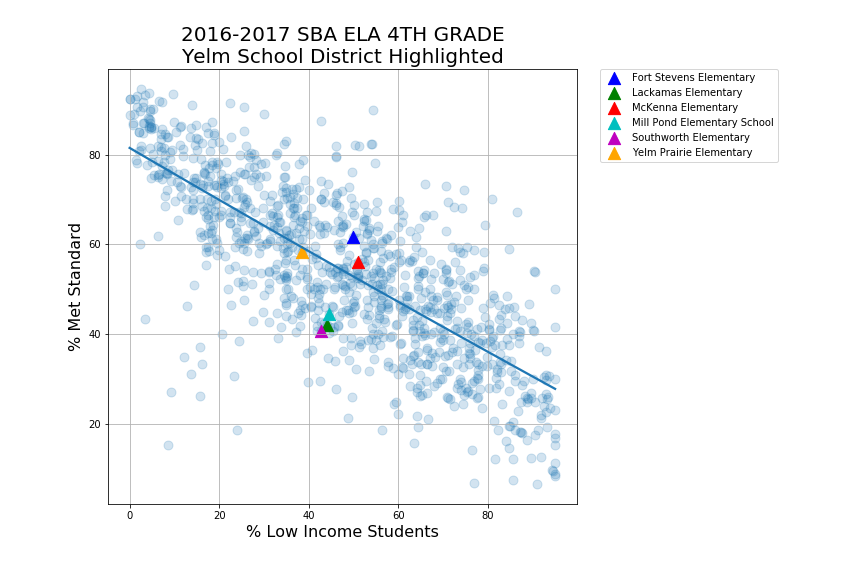 2016-2017 SBA ELA 4TH GRADE
Yelm School District Highlighted
Fort Stevens Elementary
Lackamas Elementary
McKenna Elementary
Mill Pond Elementary School
Southworth Elementary
Yelm Prairie Elementary
% Met Standard
80
60
40
20
0 20 40 60 80
% Low Income Students